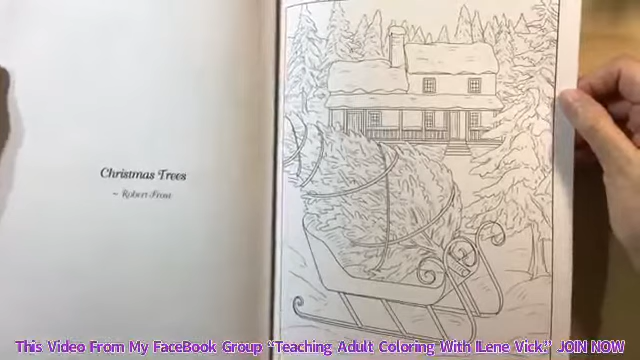 Christmas Trees
~ Robert Frost
This Video From My FaceBook Group "Teaching Adult Coloring With ILene Vick" JOIN NOW